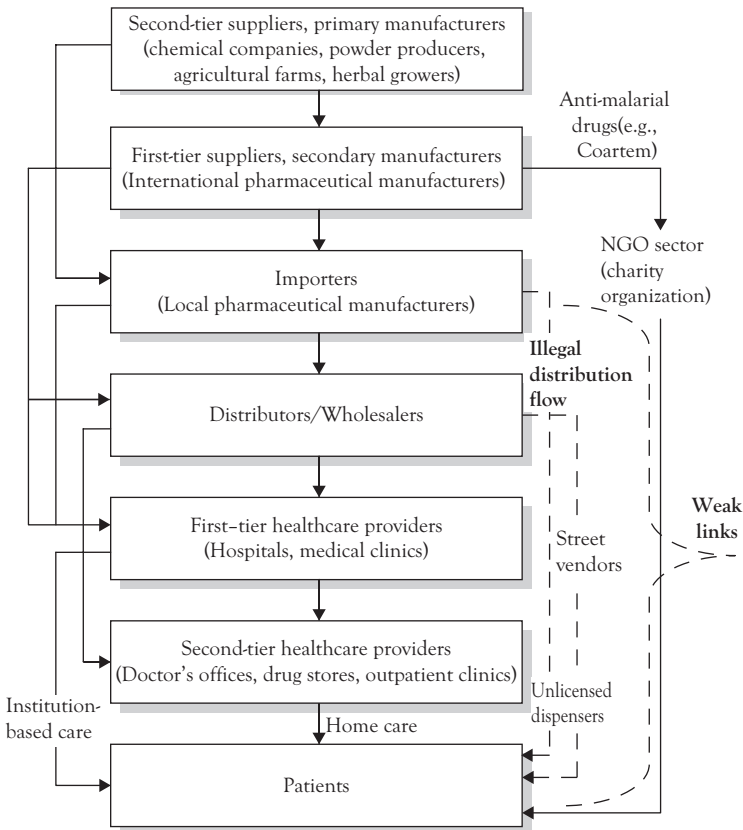 Second-tier suppliers, primary manufacturers
(chemical companies, powder producers,
agricultural farms, herbal growers)
Anti-malarial
drugs(e.g.,
Coartem)
First-tier suppliers, secondary manufacturers
(International pharmaceutical manufacturers)
NGO sector
(charity
organization)
Importers
(Local pharmaceutical manufacturers)
Illegal
distribution
flow
Distributors/Wholesalers
Weak
links
First–tier healthcare providers
(Hospitals, medical clinics)
Street
vendors
Second-tier healthcare providers
(Doctor's offices, drug stores, outpatient clinics)
Unlicensed
dispensers
Institution-
based care
Home care
Patients